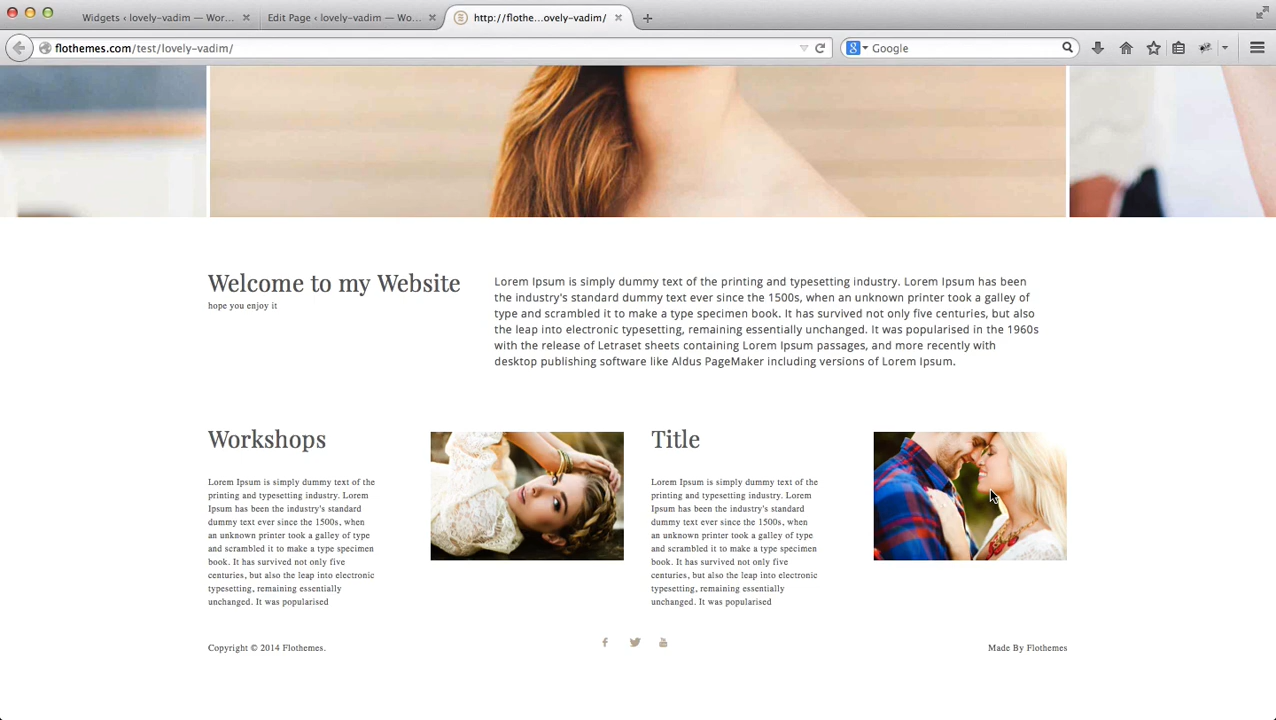 Widgets ‹ lovely-vadim — Wor...
Edit Page ‹ lovely-vadim — Wo...
http://flothe...ovely-vadim/
flothemes.com/test/lovely-vadim/
Google
Welcome to my Website
hope you enjoy it
Lorem Ipsum is simply dummy text of the printing and typesetting industry. Lorem Ipsum has been
the industry's standard dummy text ever since the 1500s, when an unknown printer took a galley of
type and scrambled it to make a type specimen book. It has survived not only five centuries, but also
the leap into electronic typesetting, remaining essentially unchanged. It was popularised in the 1960s
with the release of Letraset sheets containing Lorem Ipsum passages, and more recently with
desktop publishing software like Aldus PageMaker including versions of Lorem Ipsum.
Workshops
Lorem Ipsum is simply dummy text of the
printing and typesetting industry. Lorem
Ipsum has been the industry's standard
dummy text ever since the 1500s, when
an unknown printer took a galley of type
and scrambled it to make a type specimen
book. It has survived not only five
centuries, but also the leap into electronic
typesetting, remaining essentially
unchanged. It was popularised
Title
Lorem Ipsum is simply dummy text of the
printing and typesetting industry. Lorem
Ipsum has been the industry's standard
dummy text ever since the 1500s, when
an unknown printer took a galley of type
and scrambled it to make a type specimen
book. It has survived not only five
centuries, but also the leap into electronic
typesetting, remaining essentially
unchanged. It was popularised
Copyright © 2014 Flothemes.
Made By Flothemes